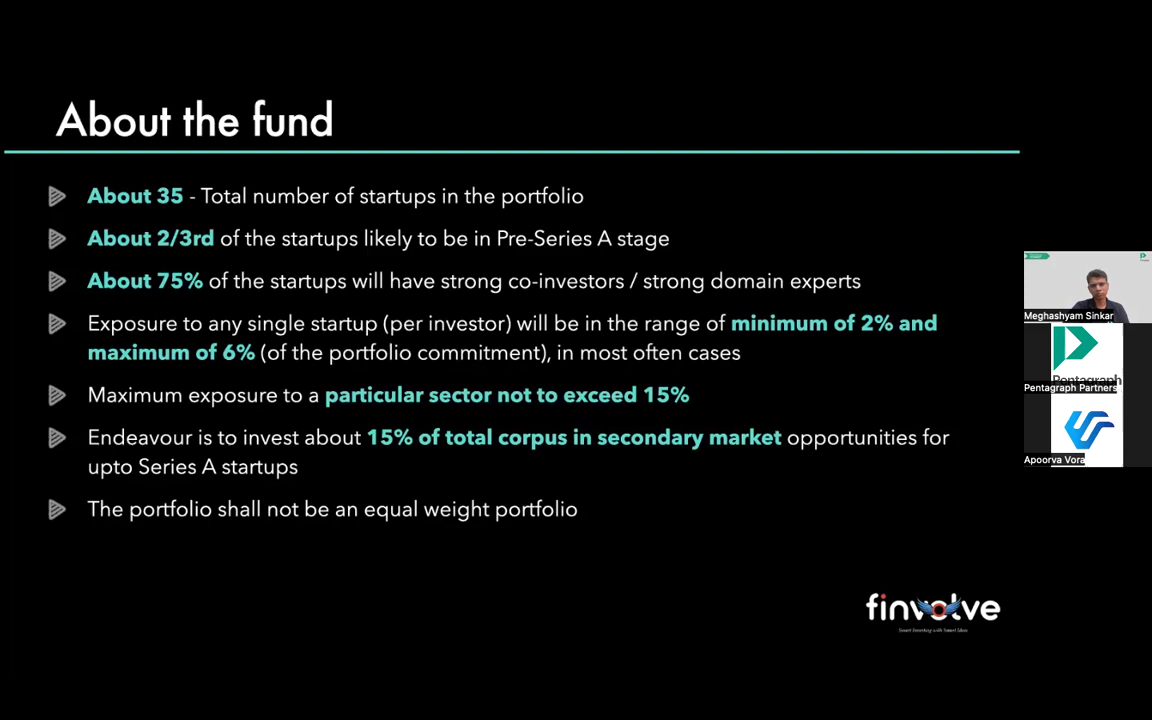 About the fund
About 35 - Total number of startups in the portfolio
About 2/3rd of the startups likely to be in Pre-Series A stage
About 75% of the startups will have strong co-investors / strong domain experts
Exposure to any single startup (per investor) will be in the range of minimum of 2% and
maximum of 6% (of the portfolio commitment), in most often cases
Maximum exposure to a particular sector not to exceed 15%
Endeavour is to invest about 15% of total corpus in secondary market opportunities for
upto Series A startups
The portfolio shall not be an equal weight portfolio
Meghashyam Sinkar
Pentagraph
Pentagraph Partners
Apoorva Vora
finvolve